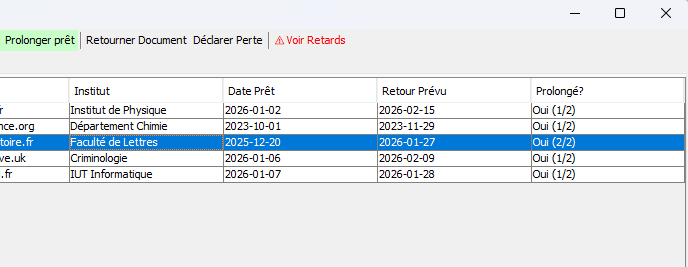 Prolonger prêt Retourner Document Déclarer Perte ⚠ Voir Retards
Institut Date Prêt Retour Prévu Prolongé?
r Institut de Physique 2026-01-02 2026-02-15 Oui (1/2)
nce.org Département Chimie 2023-10-01 2023-11-29 Oui (1/2)
toire.fr Faculté de Lettres 2025-12-20 2026-01-27 Oui (2/2)
ve.uk Criminologie 2026-01-06 2026-02-09 Oui (1/2)
.fr IUT Informatique 2026-01-07 2026-01-28 Oui (1/2)